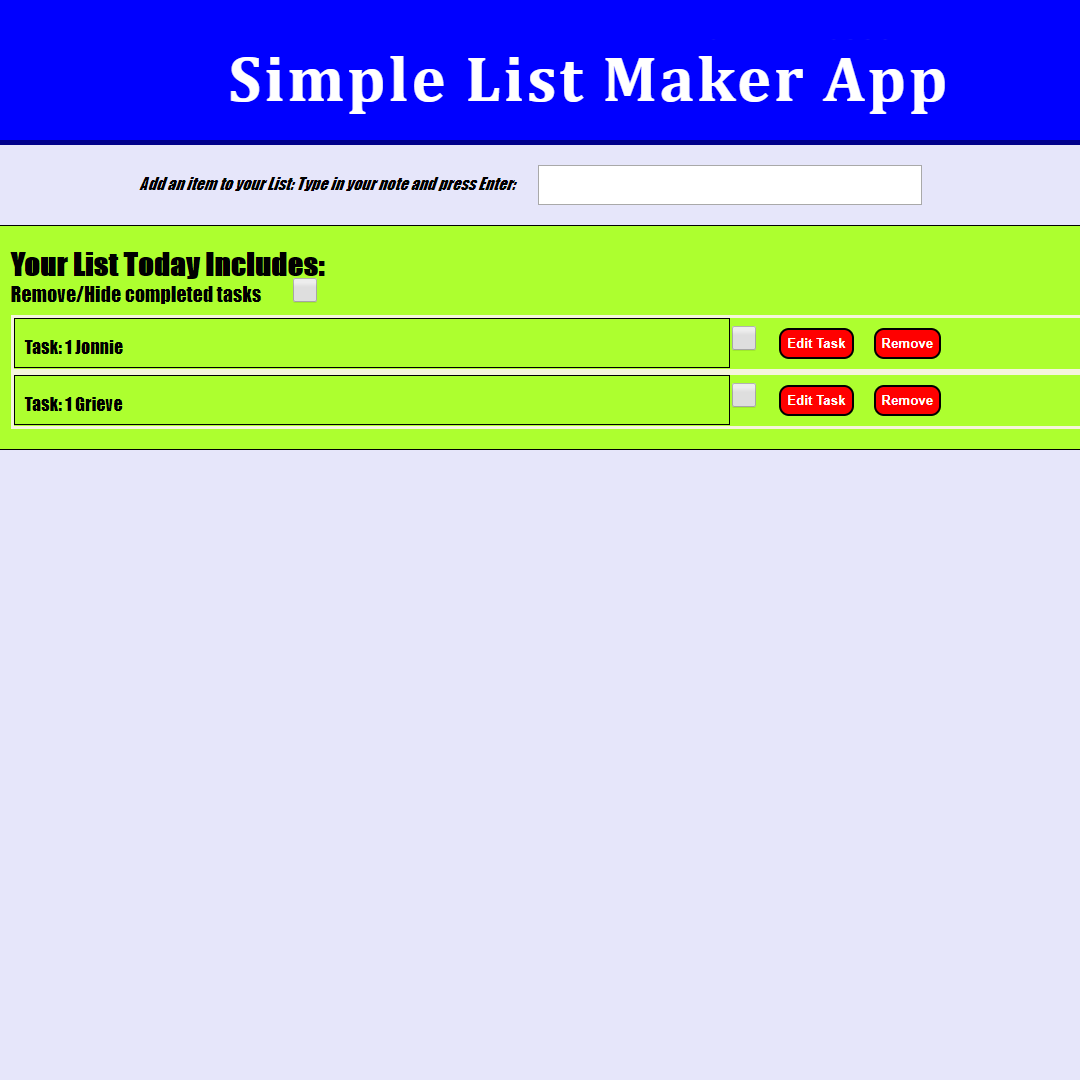 Simple List Maker App
Add an item to your List: Type in your note and press Enter:
Your List Today Includes:
Remove/Hide completed tasks
Task: 1 Jonnie Edit Task Remove
Task: 1 Grieve Edit Task Remove